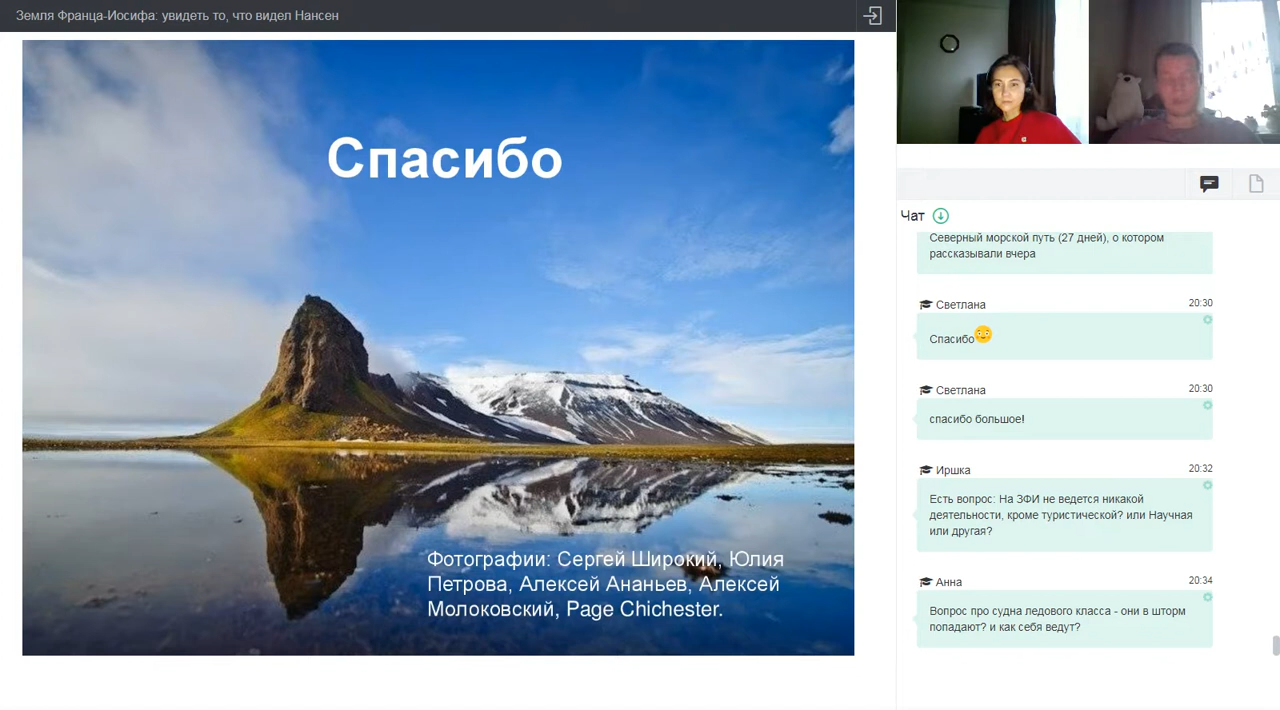 Земля Франца-Иосифа: увидеть то, что видел Нансен
Спасибо
Фотографии: Сергей Широкий, Юлия
Петрова, Алексей Ананьев, Алексей
Молоковский, Page Chichester.
Чат
Северный морской путь (27 дней), о котором
рассказывали вчера
Светлана 20:30
Спасибо
Светлана 20:30
спасибо большое!
Иршка 20:32
Есть вопрос: На ЗФИ не ведется никакой
деятельности, кроме туристической? или Научная
или другая?
Анна 20:34
Вопрос про судна ледового класса - они в шторм
попадают? и как себя ведут?